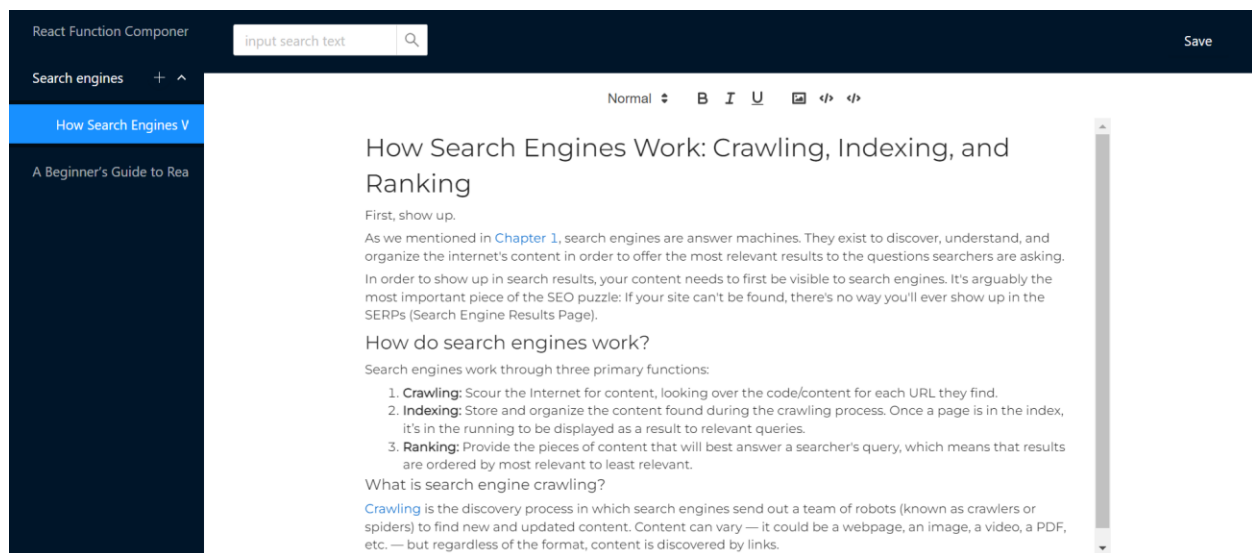 React Function Componer
Search engines
How Search Engines V
A Beginner's Guide to Rea
input search text
Save
Normal B I U </> </>
How Search Engines Work: Crawling, Indexing, and
Ranking
First, show up.
As we mentioned in Chapter 1, search engines are answer machines. They exist to discover, understand, and
organize the internet's content in order to offer the most relevant results to the questions searchers are asking.
In order to show up in search results, your content needs to first be visible to search engines. It's arguably the
most important piece of the SEO puzzle: If your site can't be found, there's no way you'll ever show up in the
SERPs (Search Engine Results Page).
How do search engines work?
Search engines work through three primary functions:
1. Crawling: Scour the Internet for content, looking over the code/content for each URL they find.
2. Indexing: Store and organize the content found during the crawling process. Once a page is in the index,
it's in the running to be displayed as a result to relevant queries.
3. Ranking: Provide the pieces of content that will best answer a searcher's query, which means that results
are ordered by most relevant to least relevant.
What is search engine crawling?
Crawling is the discovery process in which search engines send out a team of robots (known as crawlers or
spiders) to find new and updated content. Content can vary — it could be a webpage, an image, a video, a PDF,
etc. — but regardless of the format, content is discovered by links.